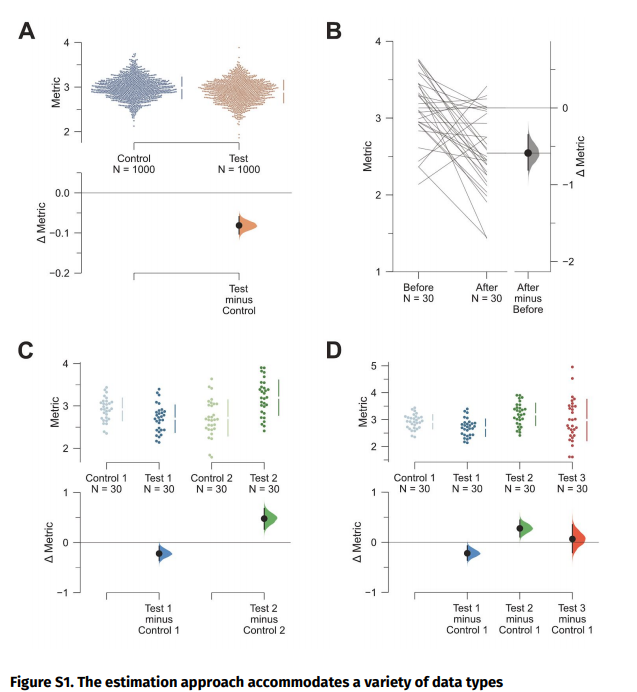 A
4
3
2
Metric
Control
N = 1000
Test
N = 1000
0.0
−0.1
−0.2
Δ Metric
Test
minus
Control
B
4
3
2
1
Metric
0
−1
−2
Δ Metric
Before
N = 30
After
N = 30
After
minus
Before
C
4
3
2
Metric
Control 1
N = 30
Test 1
N = 30
Control 2
N = 30
Test 2
N = 30
1
0
−1
Δ Metric
Test 1
minus
Control 1
Test 2
minus
Control 2
D
5
4
3
2
Metric
Control 1
N = 30
Test 1
N = 30
Test 2
N = 30
Test 3
N = 30
1
0
−1
Δ Metric
Test 1
minus
Control 1
Test 2
minus
Control 1
Test 3
minus
Control 1
Figure S1. The estimation approach accommodates a variety of data types